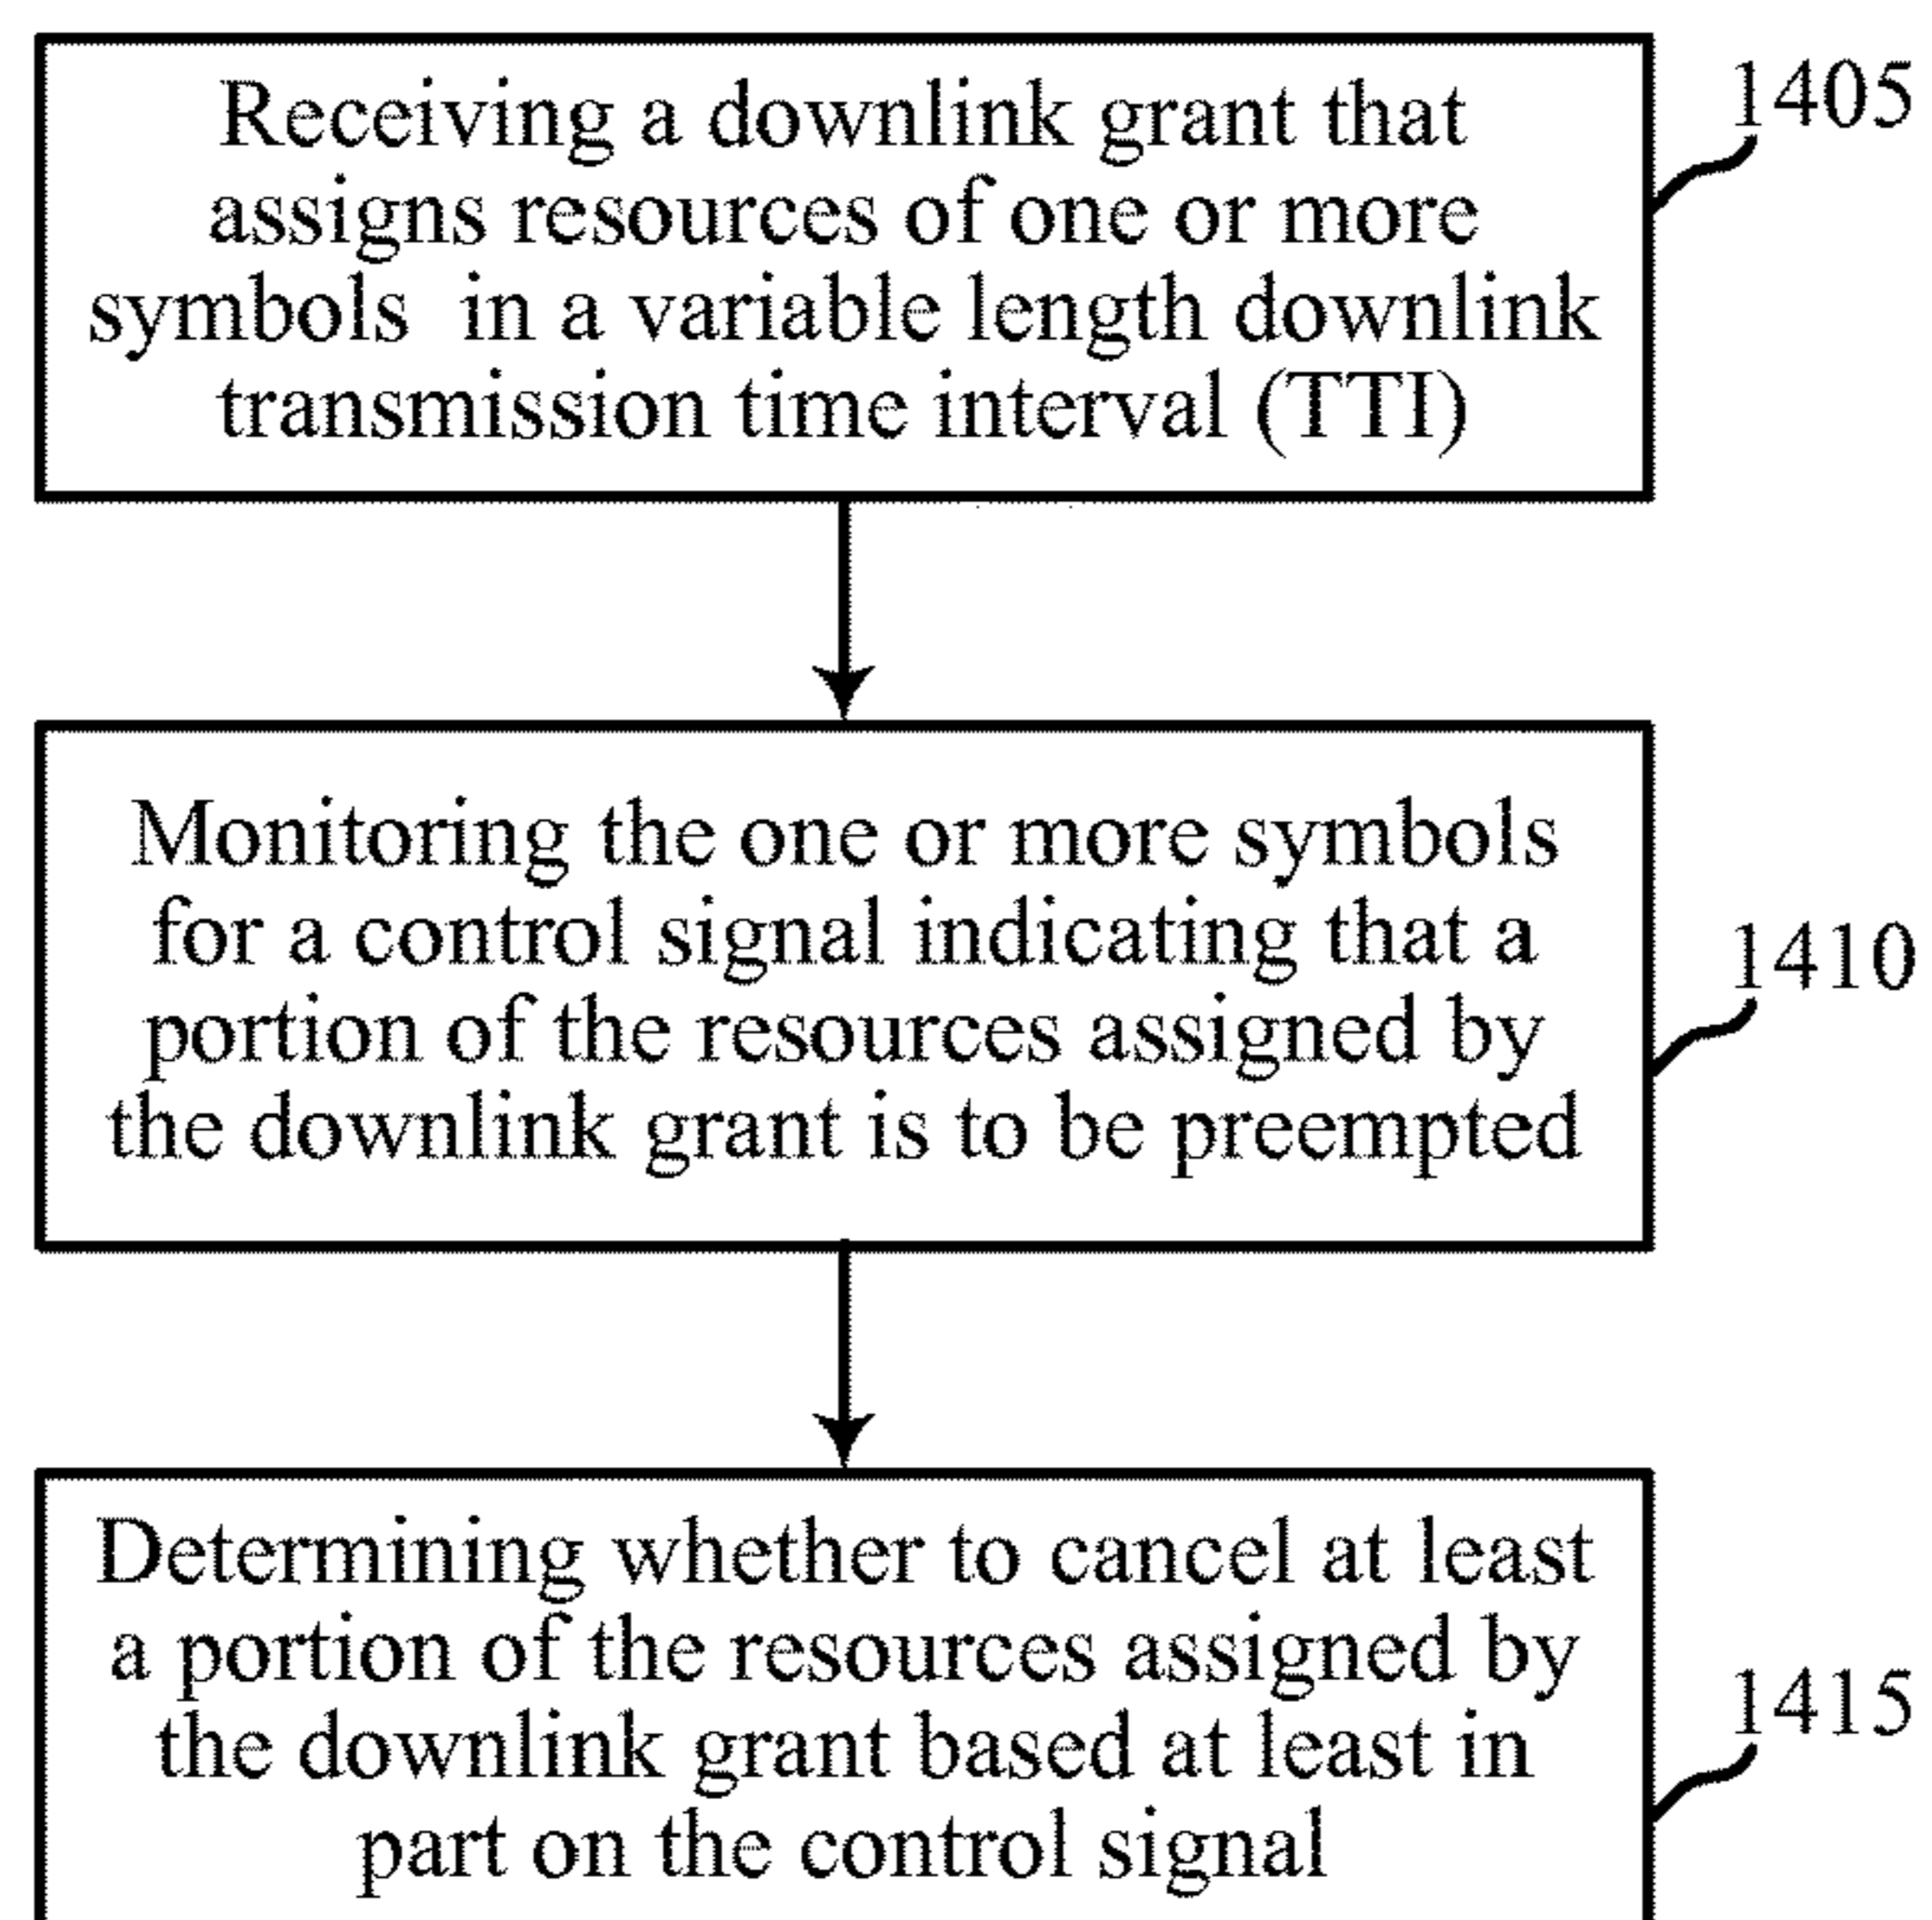 Receiving a downlink grant that
assigns resources of one or more
symbols in a variable length downlink
transmission time interval (TTI)
1405
Monitoring the one or more symbols
for a control signal indicating that a
portion of the resources assigned by
the downlink grant is to be preempted
1410
Determining whether to cancel at least
a portion of the resources assigned by
the downlink grant based at least in
part on the control signal
1415